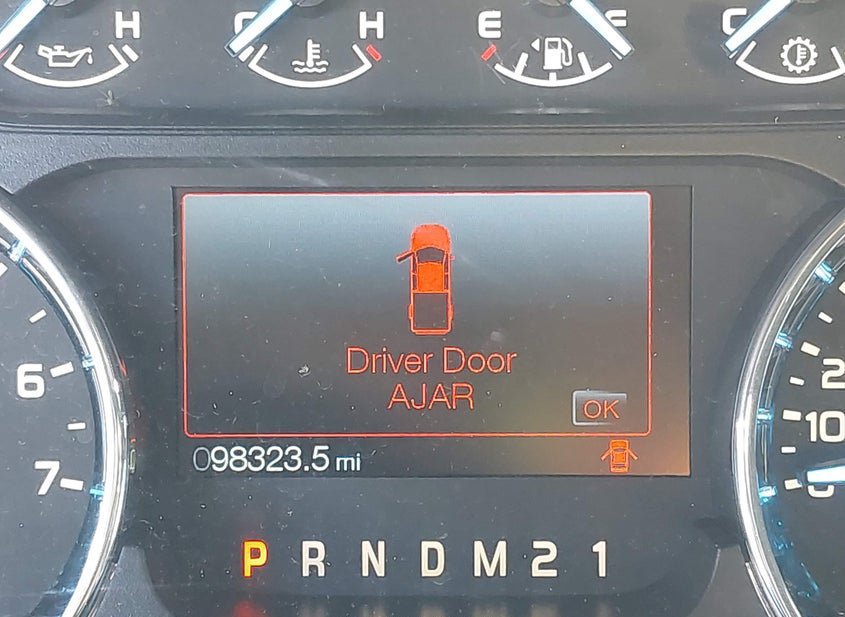 H C H E F C
Driver Door
AJAR
OK
098323.5 mi
6
7
2
10
P R N D M 2 1